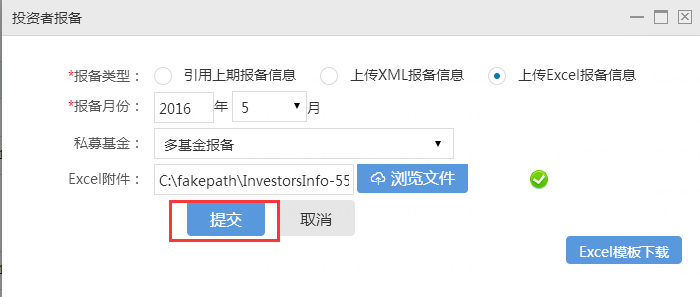 投资者报备
*报备类型： 引用上期报备信息 上传XML报备信息 上传Excel报备信息
*报备月份： 2016 年 5 月
私募基金： 多基金报备
Excel附件： C:\fakepath\InvestorsInfo-55 浏览文件
提交 取消
Excel模板下载